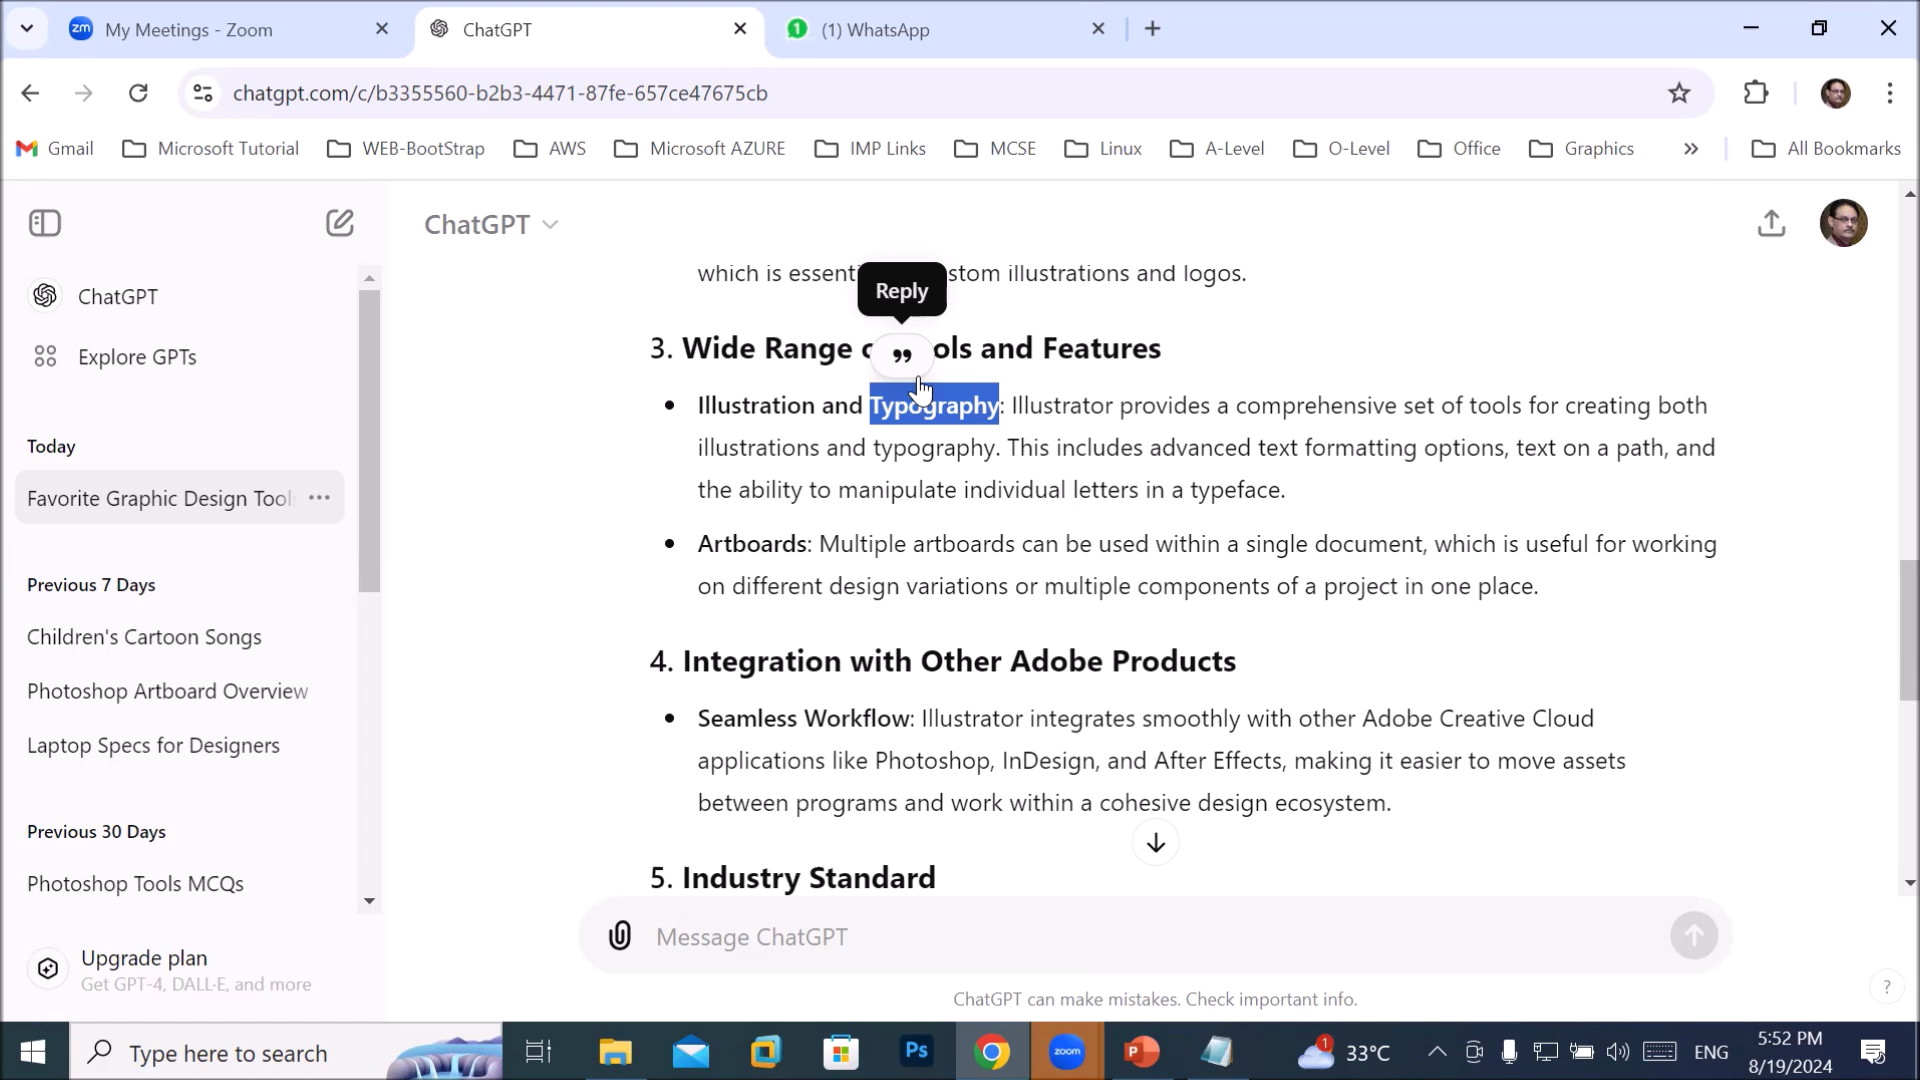 My Meetings - Zoom
ChatGPT
(1) WhatsApp
chatgpt.com/c/b3355560-b2b3-4471-87fe-657ce47675cb
Gmail
Microsoft Tutorial
WEB-BootStrap
AWS
Microsoft AZURE
IMP Links
MCSE
Linux
A-Level
O-Level
Office
Graphics
All Bookmarks
ChatGPT
ChatGPT
Explore GPTs
Today
Favorite Graphic Design Tool
Previous 7 Days
Children's Cartoon Songs
Photoshop Artboard Overview
Laptop Specs for Designers
Previous 30 Days
Photoshop Tools MCQs
Upgrade plan
Get GPT-4, DALL·E, and more
which is essenti stom illustrations and logos.
Reply
3. Wide Range ols and Features
Illustration and Typography: Illustrator provides a comprehensive set of tools for creating both
illustrations and typography. This includes advanced text formatting options, text on a path, and
the ability to manipulate individual letters in a typeface.
Artboards: Multiple artboards can be used within a single document, which is useful for working
on different design variations or multiple components of a project in one place.
4. Integration with Other Adobe Products
Seamless Workflow: Illustrator integrates smoothly with other Adobe Creative Cloud
applications like Photoshop, InDesign, and After Effects, making it easier to move assets
between programs and work within a cohesive design ecosystem.
5. Industry Standard
Message ChatGPT
ChatGPT can make mistakes. Check important info.
?
Type here to search
Ps
zoom
1
33°C
ENG
5:52 PM
8/19/2024